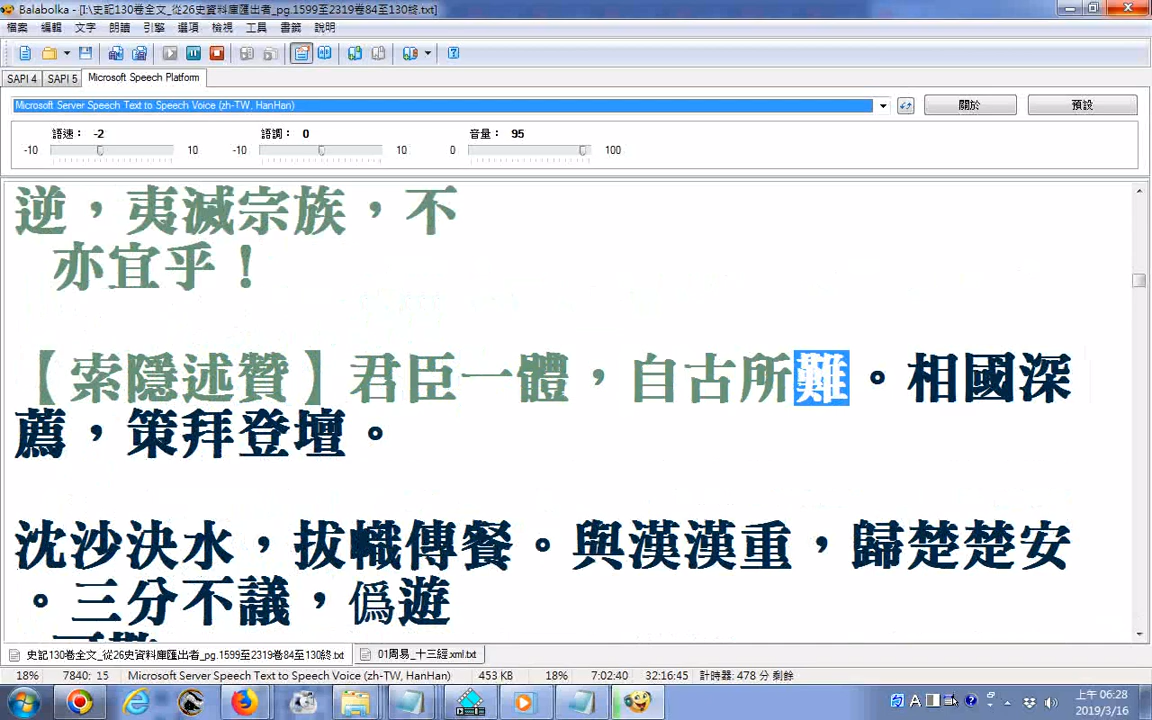 Balabolka - [I:\史記130卷全文_從26史資料庫匯出者_pg.1599至2319卷84至130終.txt]
檔案 編輯 文字 朗讀 引擎 選項 檢視 工具 書籤 說明
SAPI 4 SAPI 5 Microsoft Speech Platform
Microsoft Server Speech Text to Speech Voice (zh-TW, HanHan)
關於 預設
語速： -2 語調： 0 音量： 95
-10 10 -10 10 0 100
逆，夷滅宗族，不
亦宜乎！
【索隱述贊】君臣一體，自古所難。相國深
薦，策拜登壇。
沈沙決水，拔幟傳餐。與漢漢重，歸楚楚安
。三分不議，僞遊
史記130卷全文_從26史資料庫匯出者_pg.1599至2319卷84至130終.txt 01周易_十三經.xml.txt
18% 7840: 15 Microsoft Server Speech Text to Speech Voice (zh-TW, HanHan) 453 KB 18% 7:02:40 32:16:45 計時器: 478 分 剩餘
上午 06:28
2019/3/16